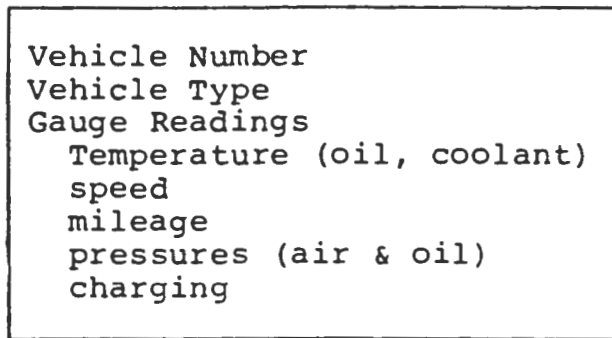 Vehicle Number
Vehicle Type
Gauge Readings
Temperature (oil, coolant)
speed
mileage
pressures (air & oil)
charging